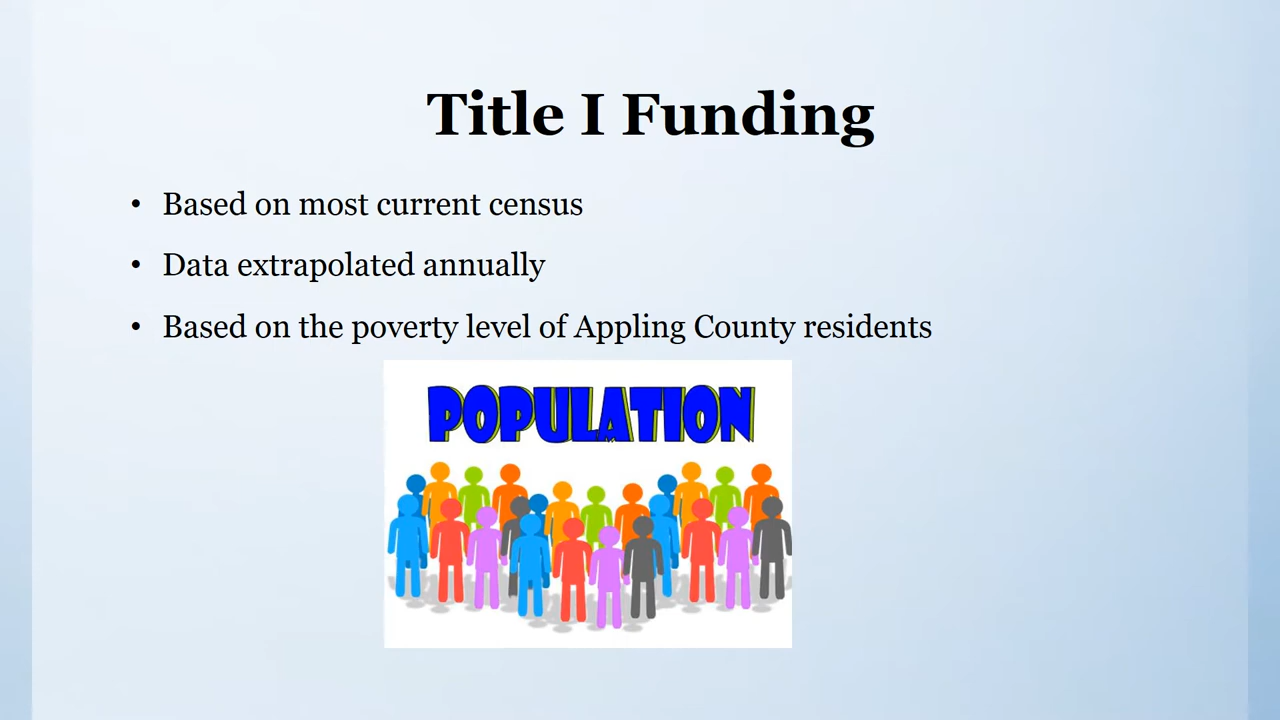 Title I Funding
• Based on most current census
• Data extrapolated annually
• Based on the poverty level of Appling County residents
POPULATION